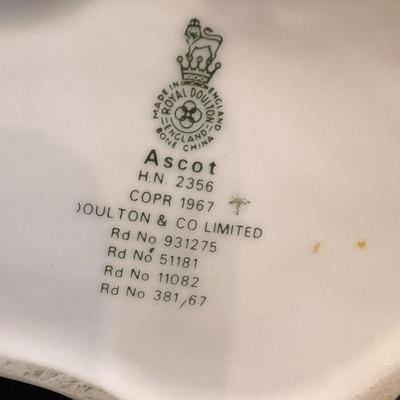 MADE IN ENGLAND
ROYAL DOULTON
ENGLAND
BONE CHINA
Ascot
H.N. 2356
COPR 1967
DOULTON & CO LIMITED
Rd No 931275
Rd No 51181
Rd No 11082
Rd No 381/67